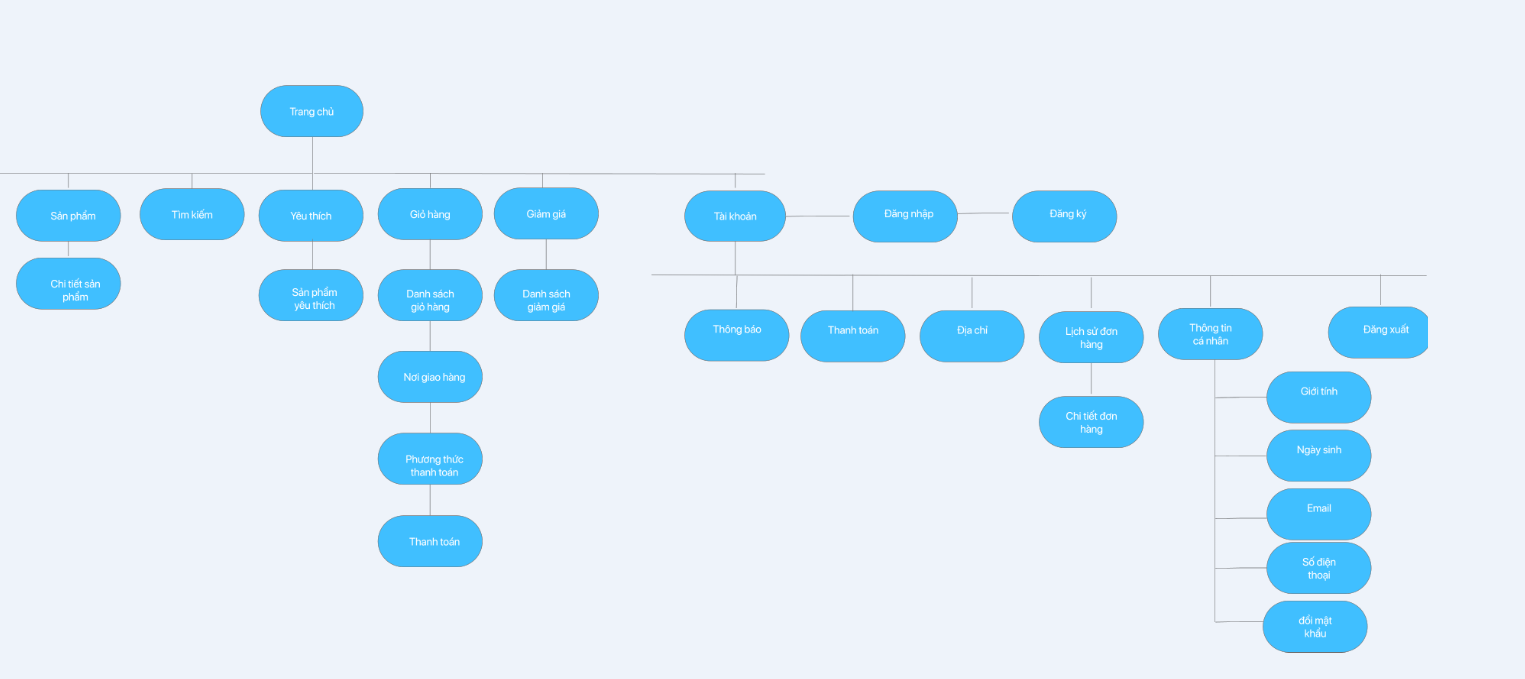 Trang chủ
Sản phẩm
Tìm kiếm
Yêu thích
Giỏ hàng
Giảm giá
Tài khoản
Đăng nhập
Đăng ký
Chi tiết sản
phẩm
Sản phẩm
yêu thích
Danh sách
giỏ hàng
Danh sách
giảm giá
Thông báo
Thanh toán
Địa chỉ
Lịch sử đơn
hàng
Thông tin
cá nhân
Đăng xuất
Nơi giao hàng
Giới tính
Chi tiết đơn
hàng
Ngày sinh
Phương thức
thanh toán
Email
Thanh toán
Số điện
thoại
đổi mật
khẩu